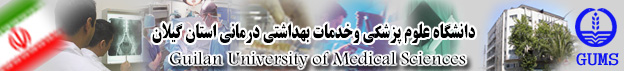 دانشگاه علوم پزشکی وخدمات بهداشتی درمانی استان گیلان
Guilan University of Medical Sciences
GUMS